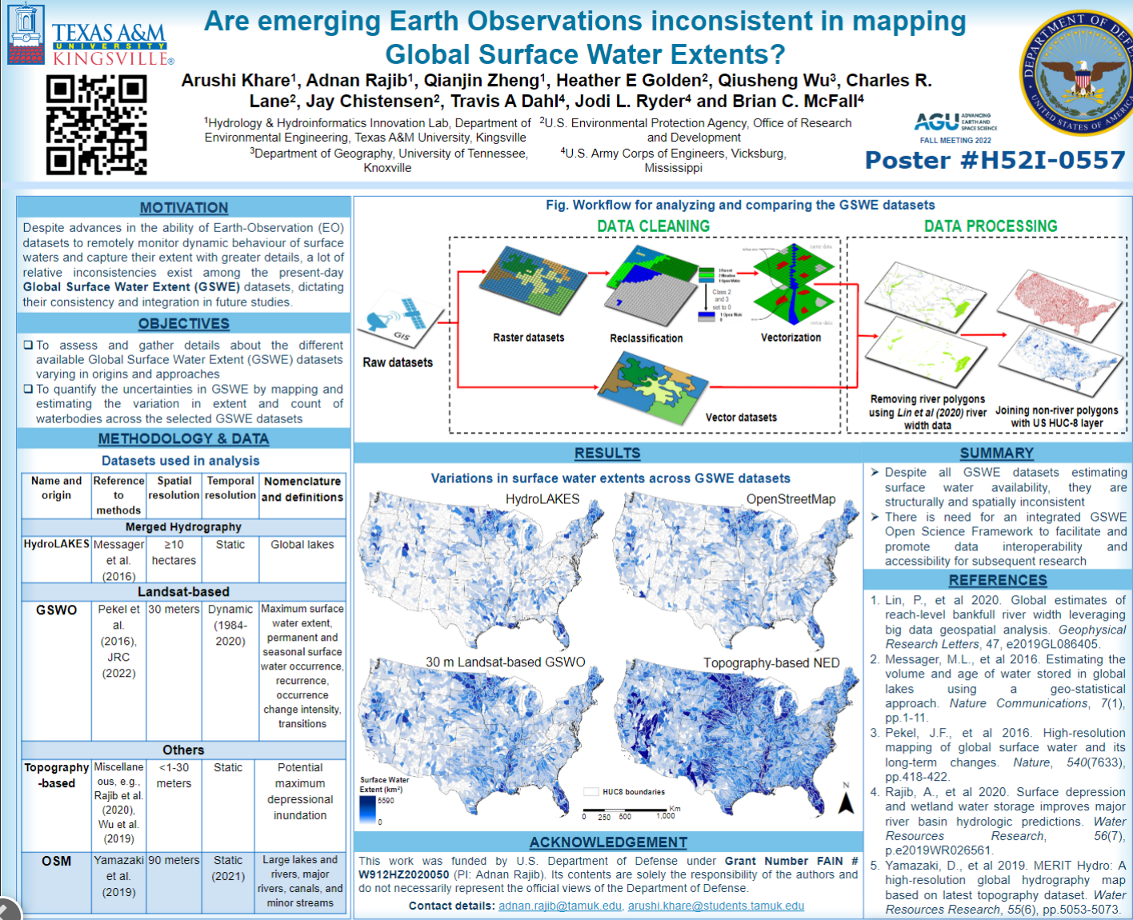 TEXAS A&M
UNIVERSITY
KINGSVILLE®
Are emerging Earth Observations inconsistent in mapping
Global Surface Water Extents?
Arushi Khare¹, Adnan Rajib¹, Qianjin Zheng¹, Heather E Golden², Qiusheng Wu³, Charles R.
Lane², Jay Chistensen², Travis A Dahl⁴, Jodi L. Ryder⁴ and Brian C. McFall⁴
¹Hydrology & Hydroinformatics Innovation Lab, Department of
Environmental Engineering, Texas A&M University, Kingsville
²U.S. Environmental Protection Agency, Office of Research
and Development
³Department of Geography, University of Tennessee,
Knoxville
⁴U.S. Army Corps of Engineers, Vicksburg,
Mississippi
AGU ADVANCING
EARTH AND
SPACE SCIENCE
FALL MEETING 2022
Poster #H52I-0557
DEPARTMENT OF DEFE
UNITED STATES OF AMERICA
MOTIVATION
Despite advances in the ability of Earth-Observation (EO)
datasets to remotely monitor dynamic behaviour of surface
waters and capture their extent with greater details, a lot of
relative inconsistencies exist among the present-day
Global Surface Water Extent (GSWE) datasets, dictating
their consistency and integration in future studies.
OBJECTIVES
❑ To assess and gather details about the different
available Global Surface Water Extent (GSWE) datasets
varying in origins and approaches
❑ To quantify the uncertainties in GSWE by mapping and
estimating the variation in extent and count of
waterbodies across the selected GSWE datasets
METHODOLOGY & DATA
Datasets used in analysis
Name and
origin
Reference
to
methods
Spatial
resolution
Temporal
resolution
Nomenclature
and definitions
Merged Hydrography
HydroLAKES
Messager
et al.
(2016)
≥10
hectares
Static
Global lakes
Landsat-based
GSWO
Pekel et
al.
(2016),
JRC
(2022)
30 meters
Dynamic
(1984-
2020)
Maximum surface
water extent,
permanent and
seasonal surface
water occurrence,
recurrence,
occurrence
change intensity,
transitions
Others
Topography
-based
Miscellane
ous, e.g.,
Rajib et al.
(2020),
Wu et al.
(2019)
<1-30
meters
Static
Potential
maximum
depressional
inundation
OSM
Yamazaki
et al.
(2019)
90 meters
Static
(2021)
Large lakes and
rivers, major
rivers, canals, and
minor streams
Fig. Workflow for analyzing and comparing the GSWE datasets
DATA CLEANING
DATA PROCESSING
GIS
Raw datasets
Raster datasets
Class 2
and 3
set to 0
Reclassification
Vectorization
Vector datasets
Removing river polygons
using Lin et al (2020) river
width data
Joining non-river polygons
with US HUC-8 layer
RESULTS
Variations in surface water extents across GSWE datasets
HydroLAKES
OpenStreetMap
30 m Landsat-based GSWO
Topography-based NED
Surface Water
Extent (km²)
5590
0
HUC8 boundaries
Km
0 250 500 1,000
N
ACKNOWLEDGEMENT
This work was funded by U.S. Department of Defense under Grant Number FAIN #
W912HZ2020050 (PI: Adnan Rajib). Its contents are solely the responsibility of the authors and
do not necessarily represent the official views of the Department of Defense.
Contact details: adnan.rajib@tamuk.edu, arushi.khare@students.tamuk.edu
SUMMARY
➤ Despite all GSWE datasets estimating
surface water availability, they are
structurally and spatially inconsistent
➤ There is need for an integrated GSWE
Open Science Framework to facilitate and
promote data interoperability and
accessibility for subsequent research
REFERENCES
1. Lin, P., et al 2020. Global estimates of
reach-level bankfull river width leveraging
big data geospatial analysis. Geophysical
Research Letters, 47, e2019GL086405.
2. Messager, M.L., et al 2016. Estimating the
volume and age of water stored in global
lakes using a geo-statistical
approach. Nature Communications, 7(1),
pp.1-11.
3. Pekel, J.F., et al 2016. High-resolution
mapping of global surface water and its
long-term changes. Nature, 540(7633),
pp.418-422.
4. Rajib, A., et al 2020. Surface depression
and wetland water storage improves major
river basin hydrologic predictions. Water
Resources Research, 56(7),
p.e2019WR026561.
5. Yamazaki, D., et al 2019. MERIT Hydro: A
high-resolution global hydrography map
based on latest topography dataset. Water
Resources Research, 55(6), pp.5053-5073.